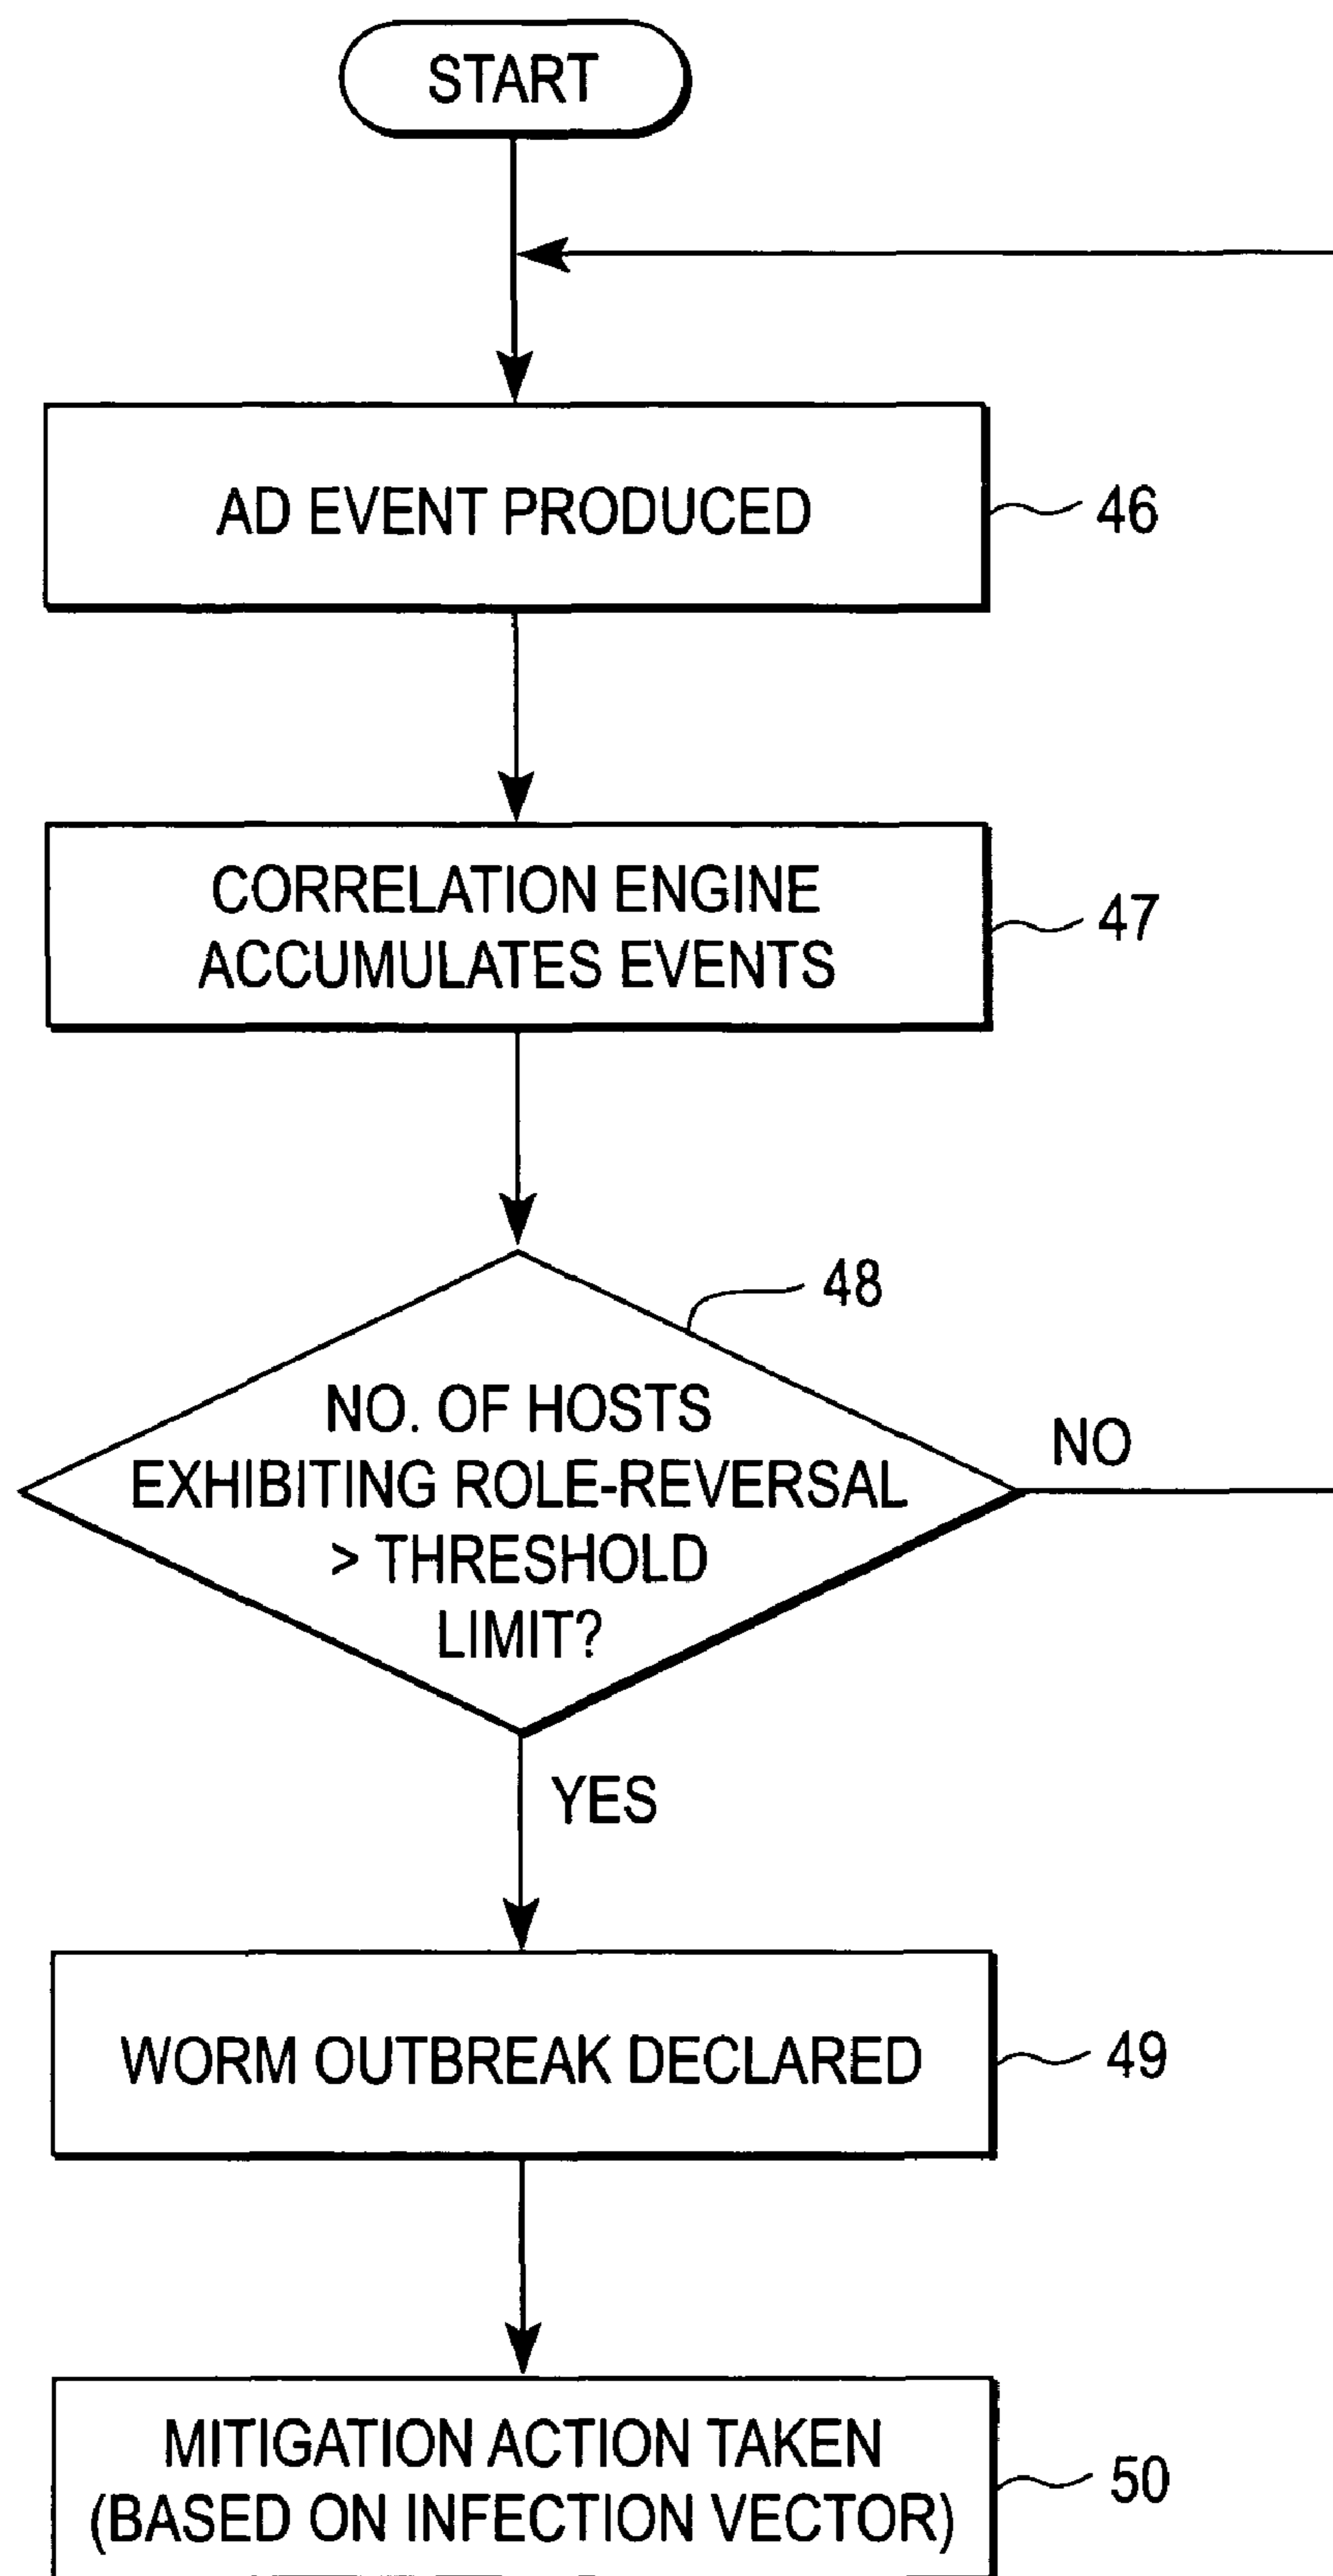 START
AD EVENT PRODUCED
46
CORRELATION ENGINE
ACCUMULATES EVENTS
47
48
NO. OF HOSTS
EXHIBITING ROLE-REVERSAL
> THRESHOLD
LIMIT?
NO
YES
WORM OUTBREAK DECLARED
49
MITIGATION ACTION TAKEN
(BASED ON INFECTION VECTOR)
50